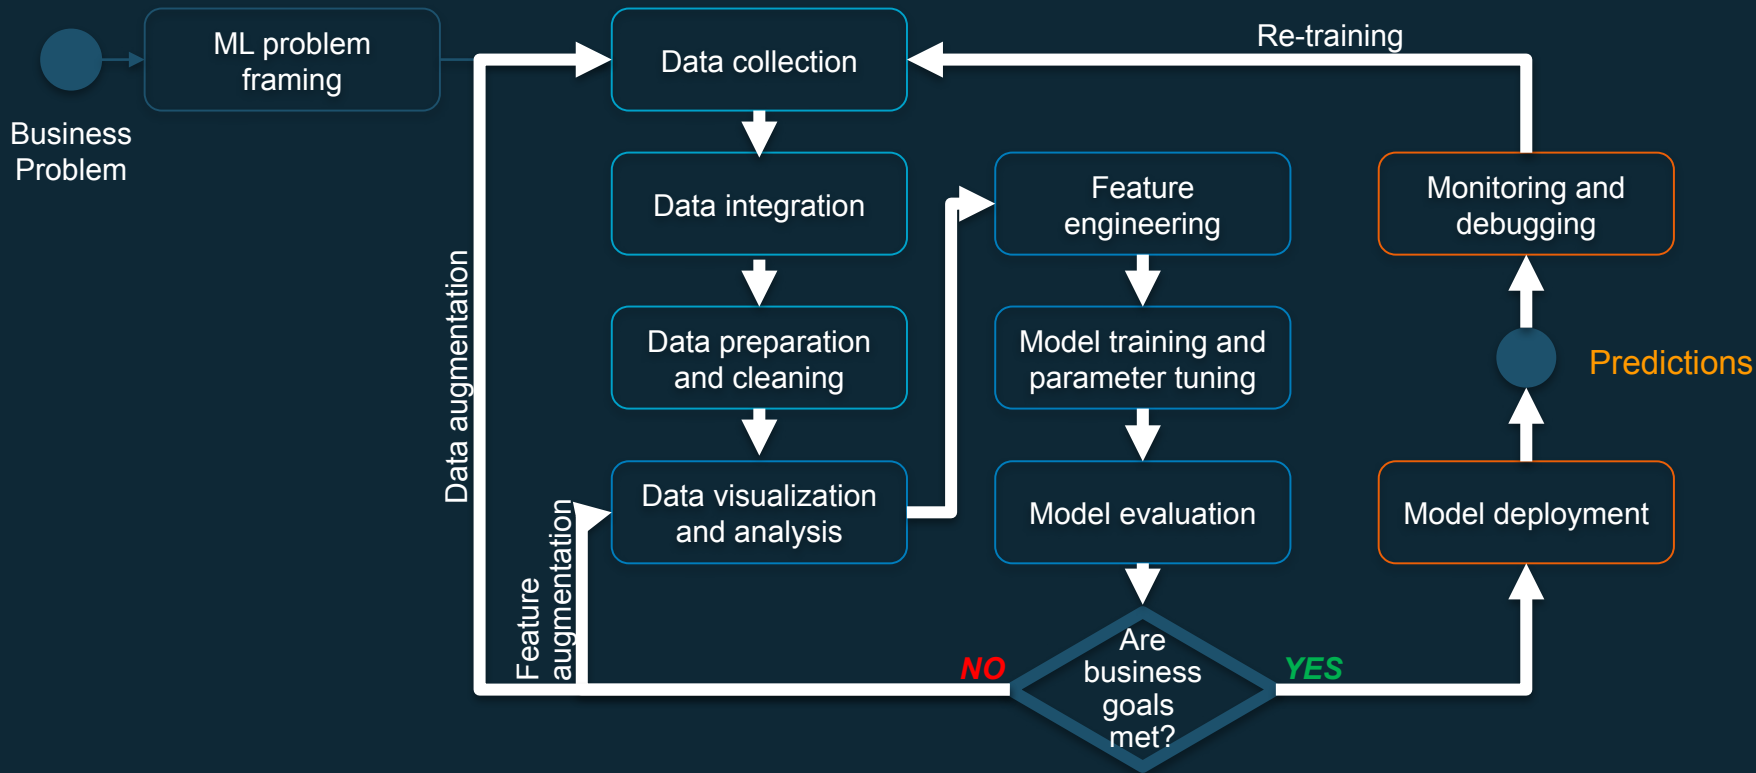 Business
Problem
ML problem
framing
Data collection
Re-training
Data integration
Feature
engineering
Monitoring and
debugging
Data augmentation
Data preparation
and cleaning
Model training and
parameter tuning
Predictions
Feature
augmentation
Data visualization
and analysis
Model evaluation
Model deployment
NO
Are
business
goals
met?
YES